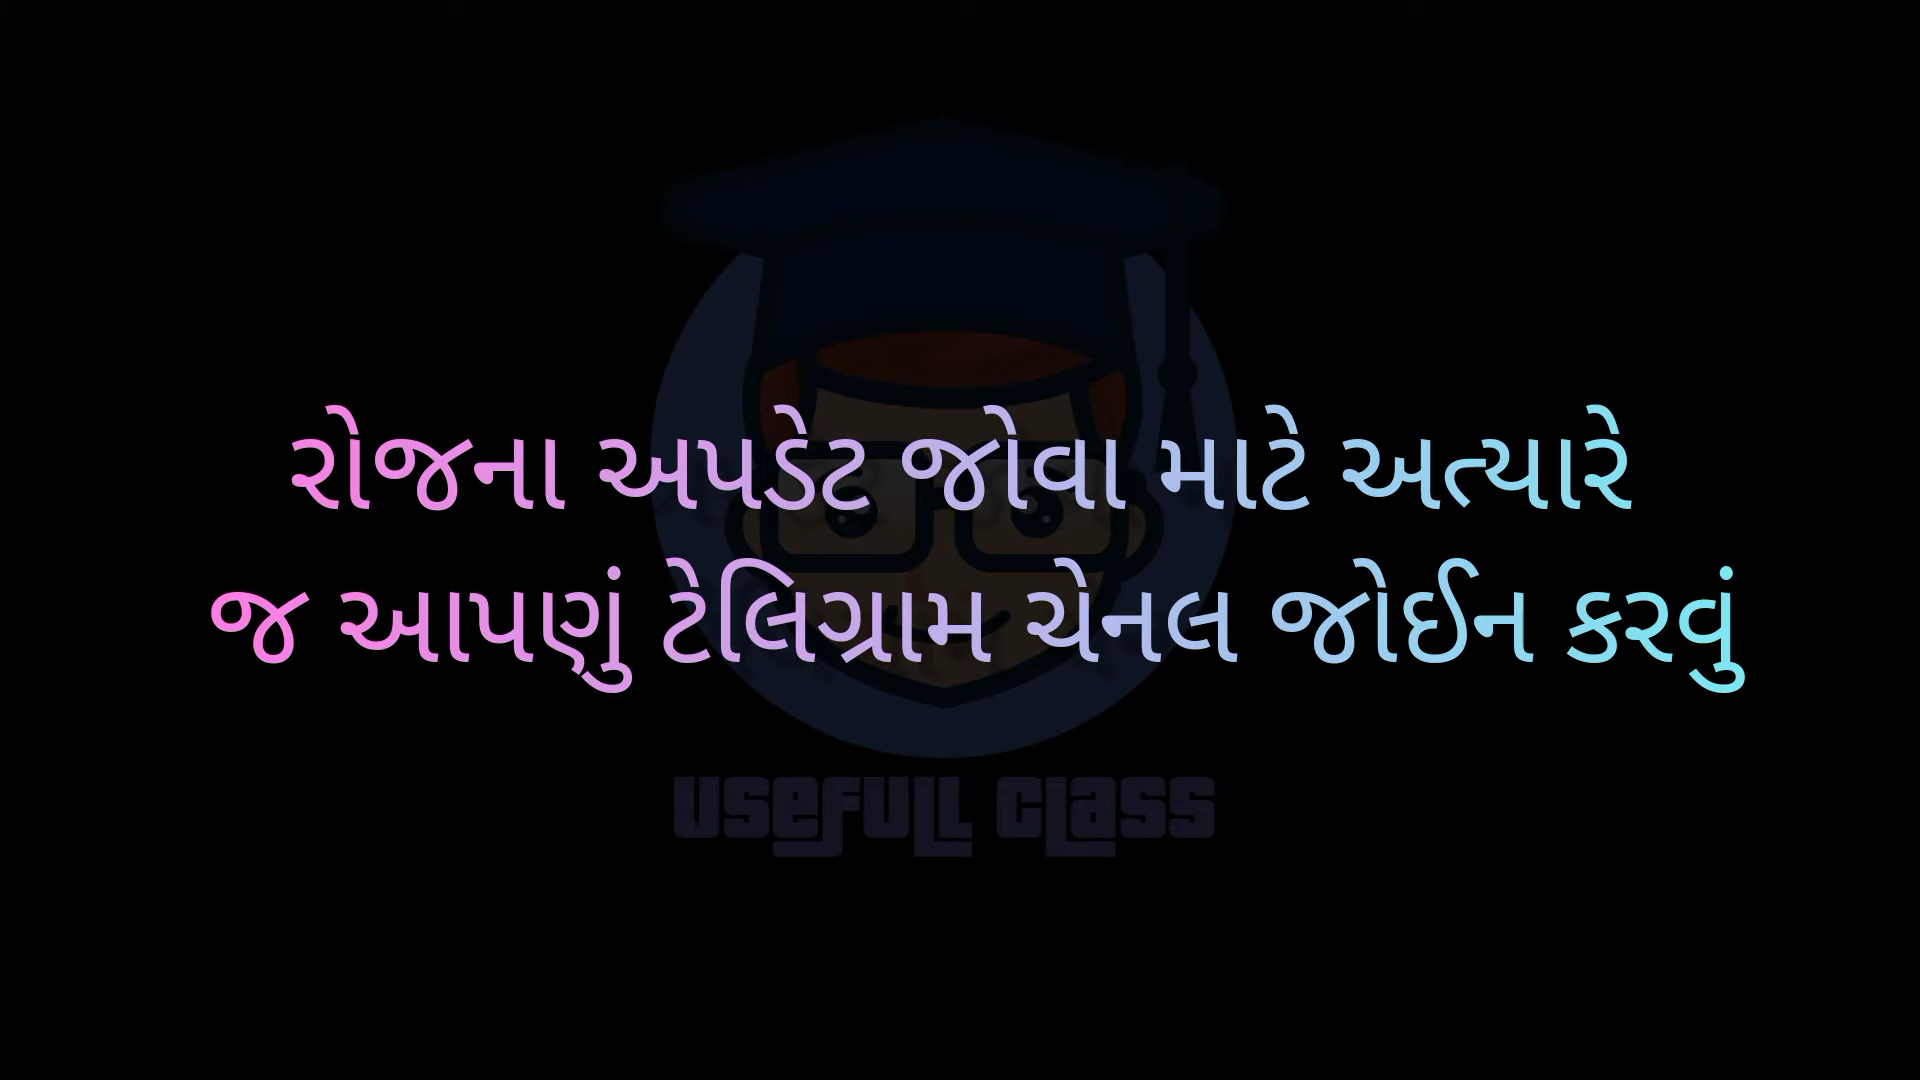 રોજના અપડેટ જોવા માટે અત્યારે
જ આપણું ટેલિગ્રામ ચેનલ જોઈન કરવું
USEFULL CLASS